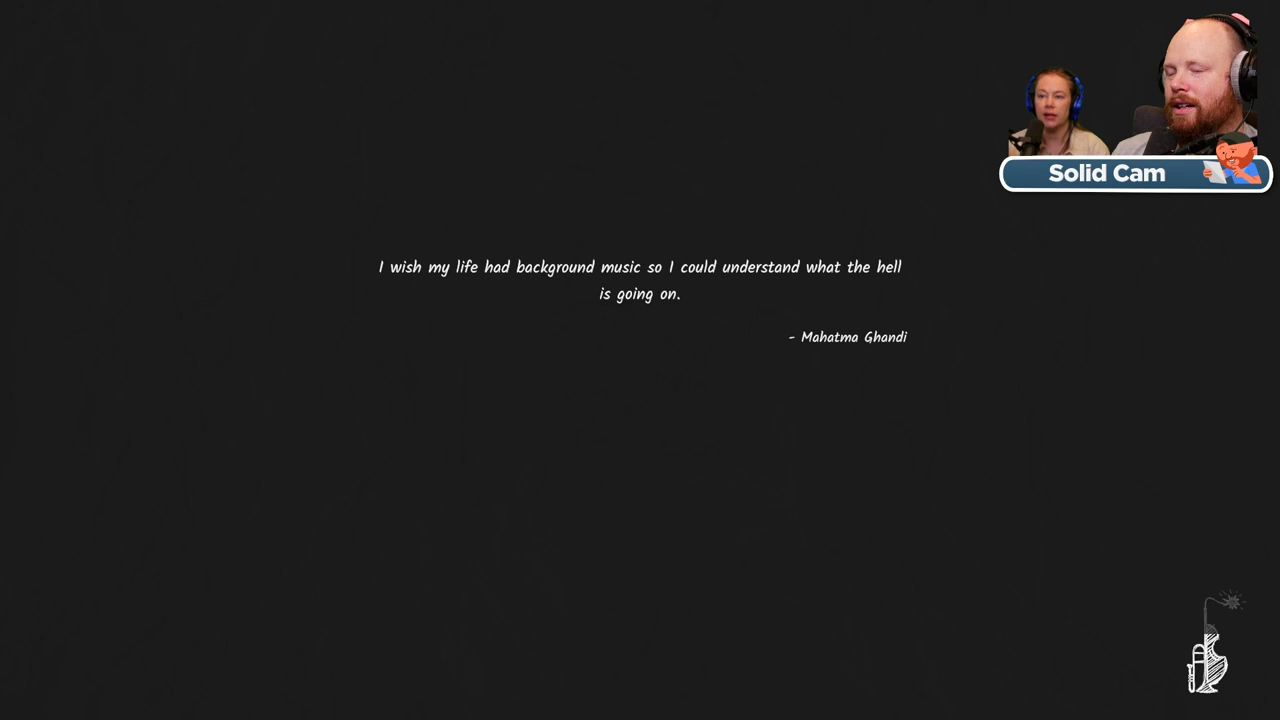 Solid Cam
I wish my life had background music so I could understand what the hell
is going on.
- Mahatma Ghandi